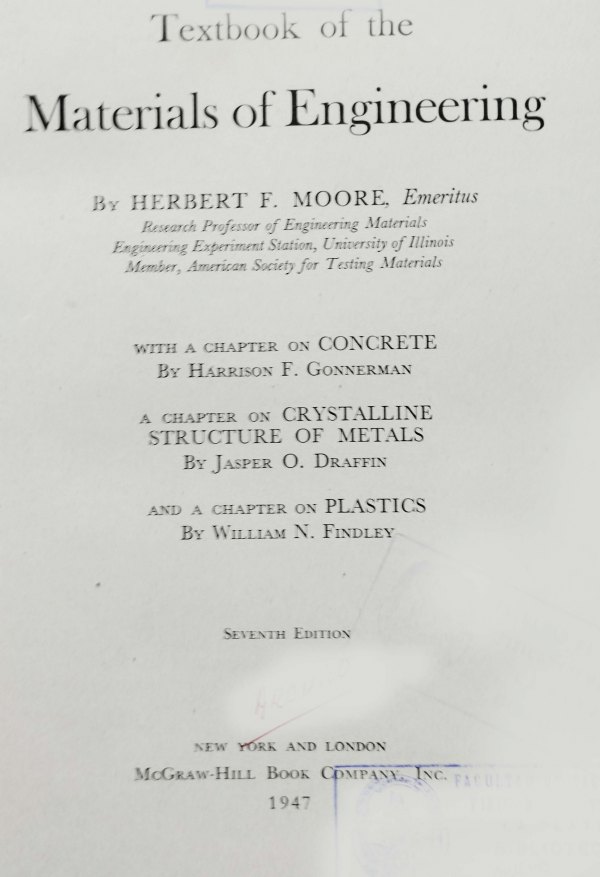 Textbook of the
Materials of Engineering
By HERBERT F. MOORE, Emeritus
Research Professor of Engineering Materials
Engineering Experiment Station, University of Illinois
Member, American Society for Testing Materials
WITH A CHAPTER ON CONCRETE
By Harrison F. Gonnerman
A CHAPTER ON CRYSTALLINE
STRUCTURE OF METALS
By Jasper O. Draffin
AND A CHAPTER ON PLASTICS
By William N. Findley
Seventh Edition
NEW YORK AND LONDON
McGraw-Hill Book Company, Inc.
1947